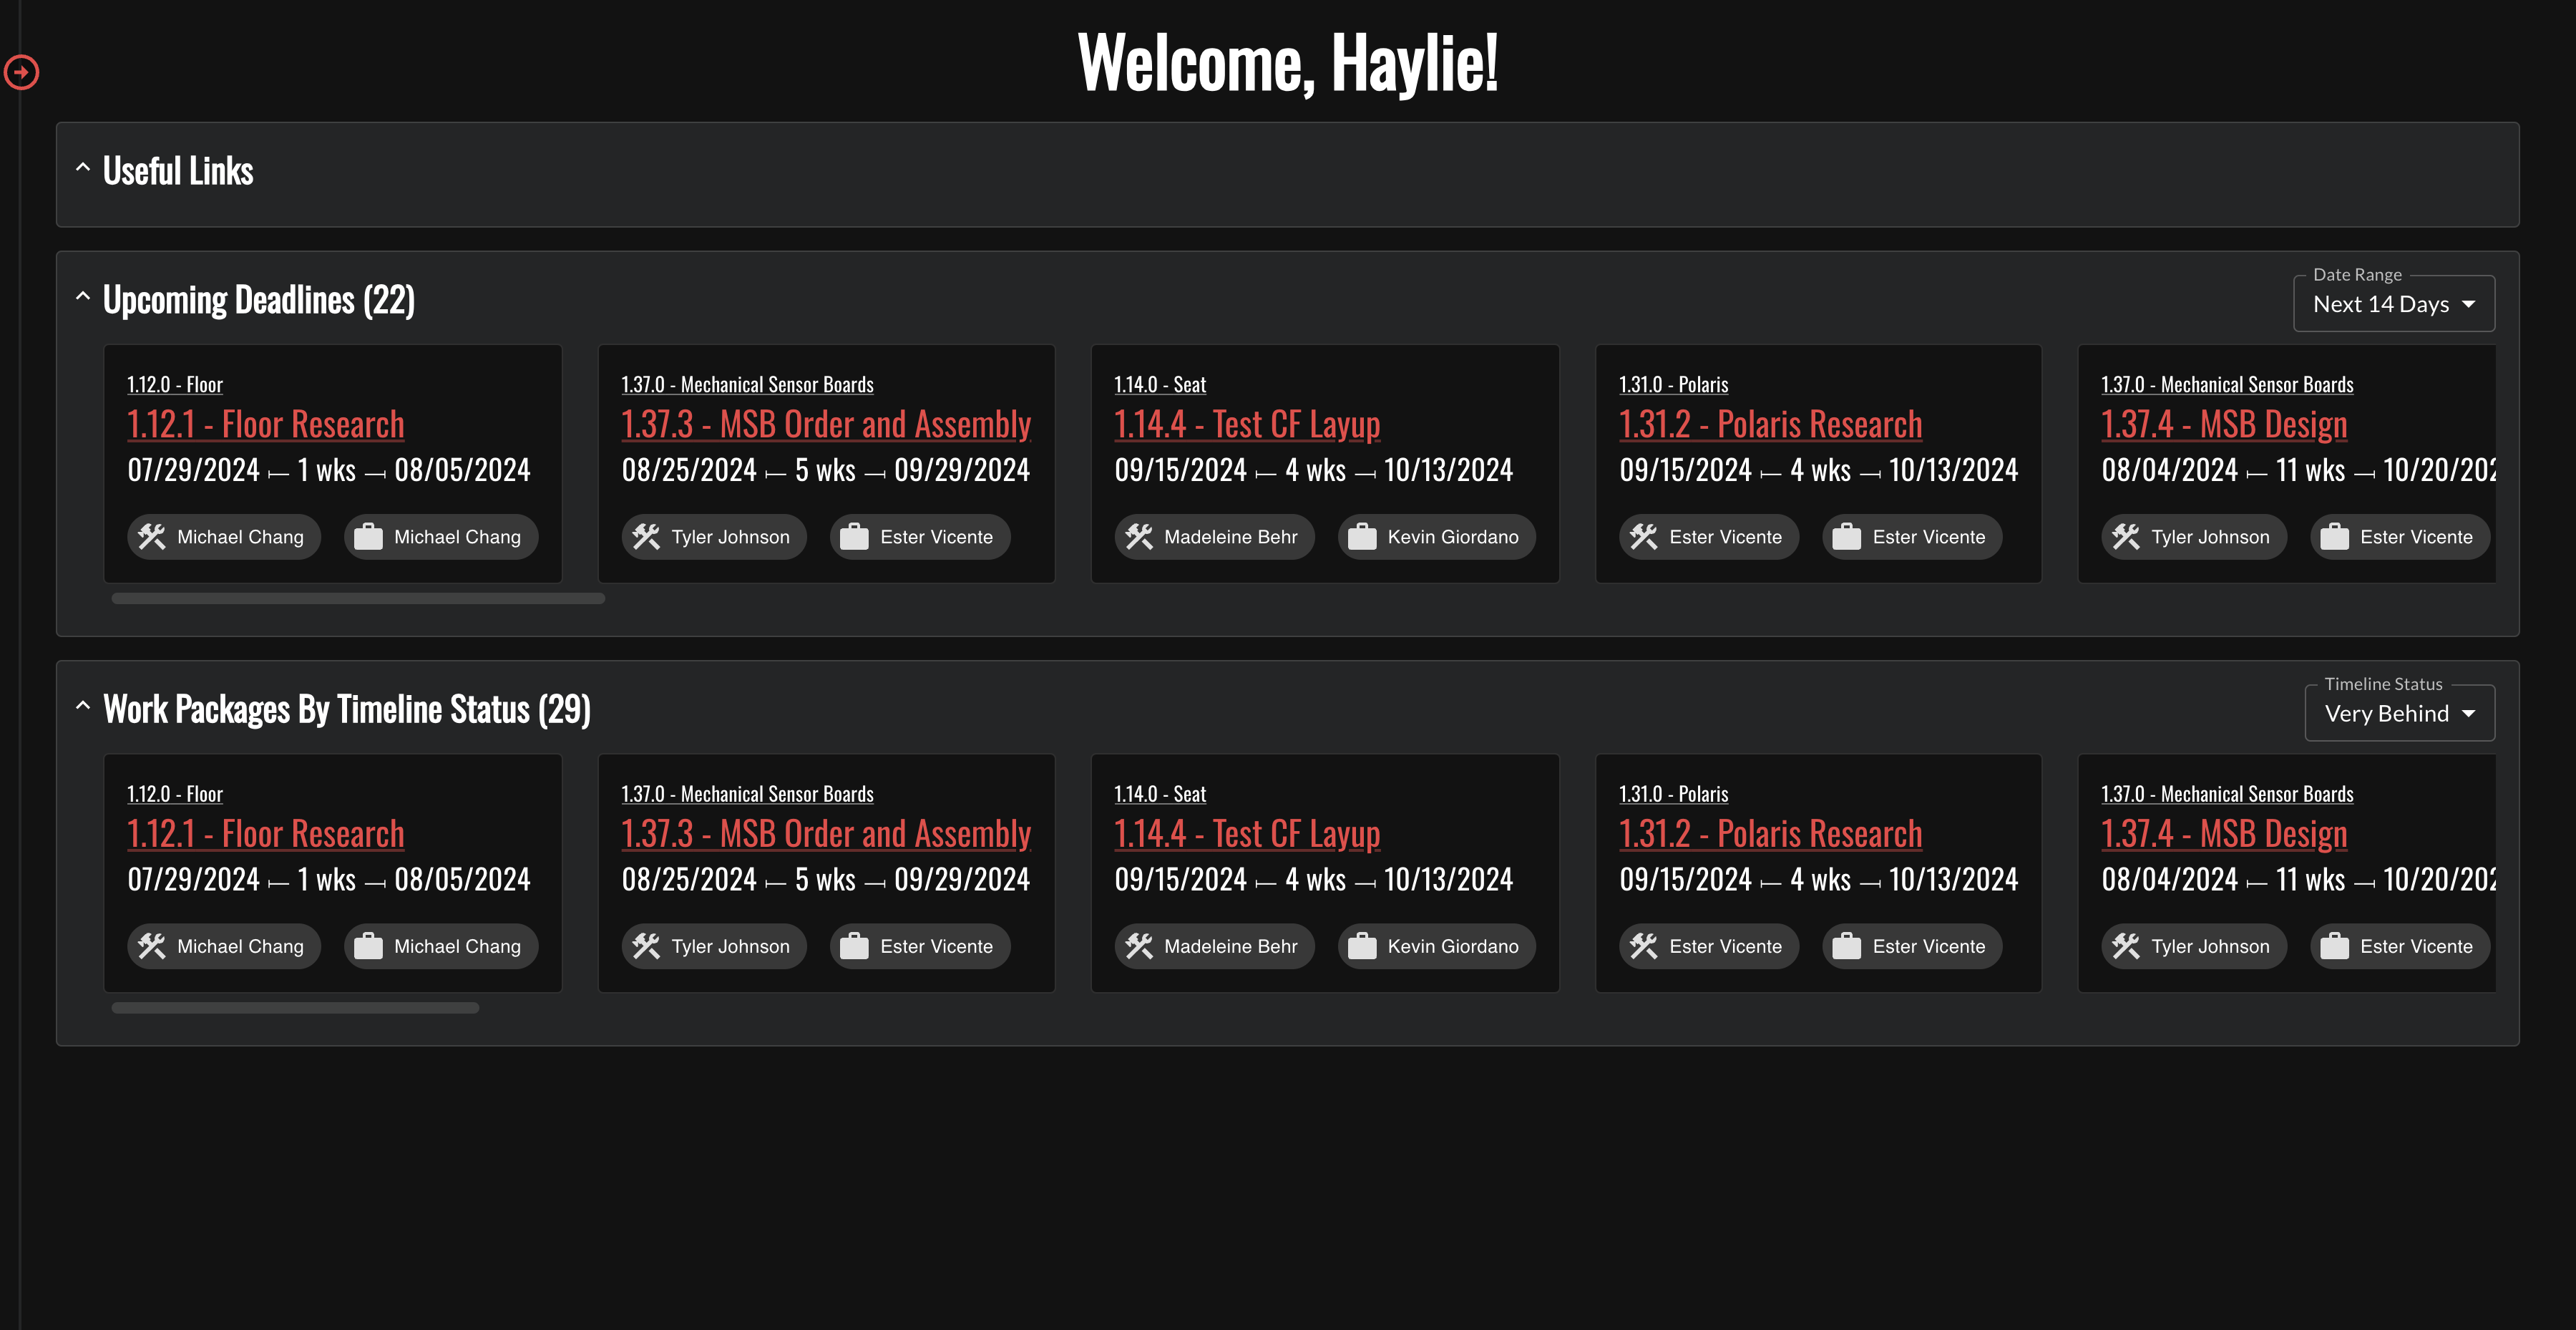 Welcome, Haylie!
Useful Links
Upcoming Deadlines (22)
Date Range
Next 14 Days
1.12.0 - Floor
1.12.1 - Floor Research
07/29/2024 ⟝ 1 wks ⟞ 08/05/2024
Michael Chang Michael Chang
1.37.0 - Mechanical Sensor Boards
1.37.3 - MSB Order and Assembly
08/25/2024 ⟝ 5 wks ⟞ 09/29/2024
Tyler Johnson Ester Vicente
1.14.0 - Seat
1.14.4 - Test CF Layup
09/15/2024 ⟝ 4 wks ⟞ 10/13/2024
Madeleine Behr Kevin Giordano
1.31.0 - Polaris
1.31.2 - Polaris Research
09/15/2024 ⟝ 4 wks ⟞ 10/13/2024
Ester Vicente Ester Vicente
1.37.0 - Mechanical Sensor Boards
1.37.4 - MSB Design
08/04/2024 ⟝ 11 wks ⟞ 10/20/202
Tyler Johnson Ester Vicente
Work Packages By Timeline Status (29)
Timeline Status
Very Behind
1.12.0 - Floor
1.12.1 - Floor Research
07/29/2024 ⟝ 1 wks ⟞ 08/05/2024
Michael Chang Michael Chang
1.37.0 - Mechanical Sensor Boards
1.37.3 - MSB Order and Assembly
08/25/2024 ⟝ 5 wks ⟞ 09/29/2024
Tyler Johnson Ester Vicente
1.14.0 - Seat
1.14.4 - Test CF Layup
09/15/2024 ⟝ 4 wks ⟞ 10/13/2024
Madeleine Behr Kevin Giordano
1.31.0 - Polaris
1.31.2 - Polaris Research
09/15/2024 ⟝ 4 wks ⟞ 10/13/2024
Ester Vicente Ester Vicente
1.37.0 - Mechanical Sensor Boards
1.37.4 - MSB Design
08/04/2024 ⟝ 11 wks ⟞ 10/20/202
Tyler Johnson Ester Vicente